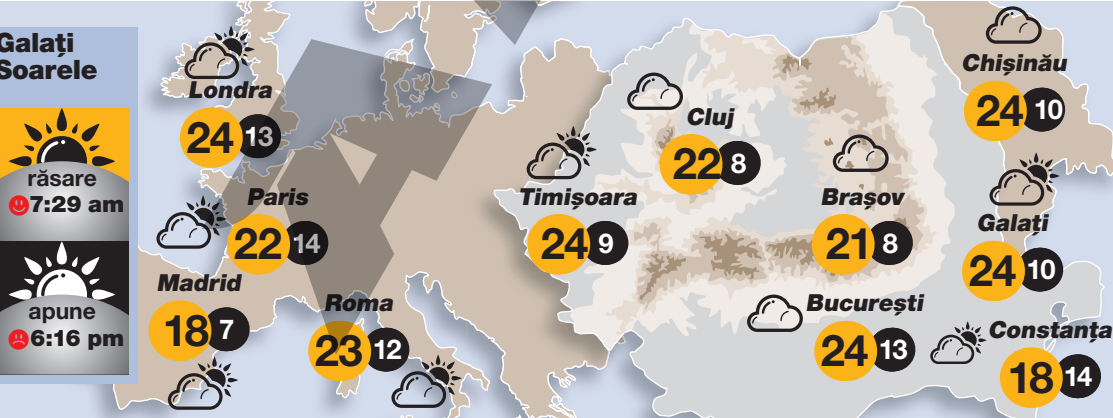 Galați
Soarele
răsare
7:29 am
apune
6:16 pm
Londra
24 13
Paris
22 14
Madrid
18 7
Roma
23 12
Timișoara
24 9
Cluj
22 8
Brașov
21 8
București
24 13
Chișinău
24 10
Galați
24 10
Constanța
18 14